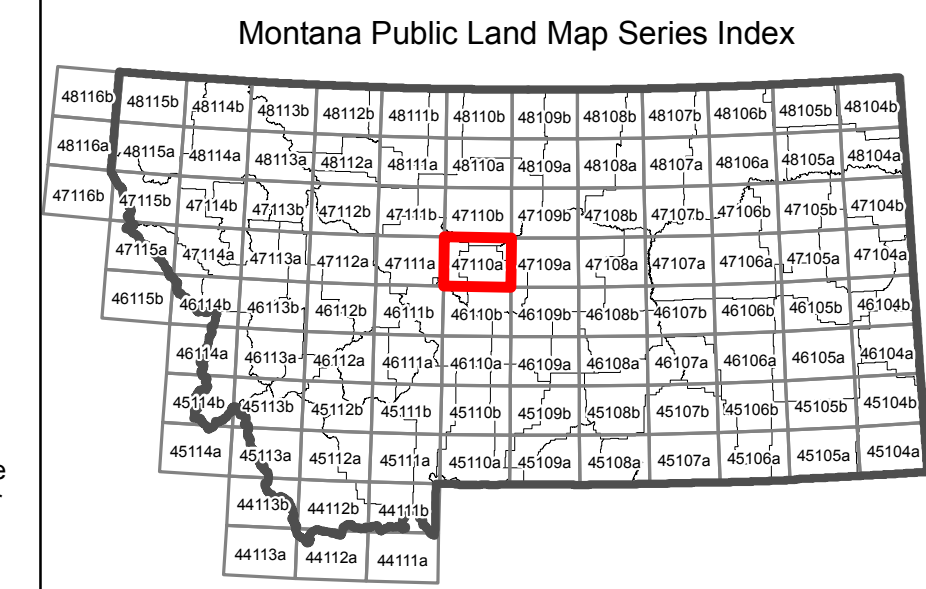 Montana Public Land Map Series Index
48116b 48115b 48114b 48113b 48112b 48111b 48110b 48109b 48108b 48107b 48106b 48105b 48104b
48116a 48115a 48114a 48113a 48112a 48111a 48110a 48109a 48108a 48107a 48106a 48105a 48104a
47116b 47115b 47114b 47113b 47112b 47111b 47110b 47109b 47108b 47107b 47106b 47105b 47104b
47115a 47114a 47113a 47112a 47111a 47110a 47109a 47108a 47107a 47106a 47105a 47104a
46115b 46114b 46113b 46112b 46111b 46110b 46109b 46108b 46107b 46106b 46105b 46104b
46114a 46113a 46112a 46111a 46110a 46109a 46108a 46107a 46106a 46105a 46104a
45114b 45113b 45112b 45111b 45110b 45109b 45108b 45107b 45106b 45105b 45104b
45114a 45113a 45112a 45111a 45110a 45109a 45108a 45107a 45106a 45105a 45104a
44113b 44112b 44111b
44113a 44112a 44111a